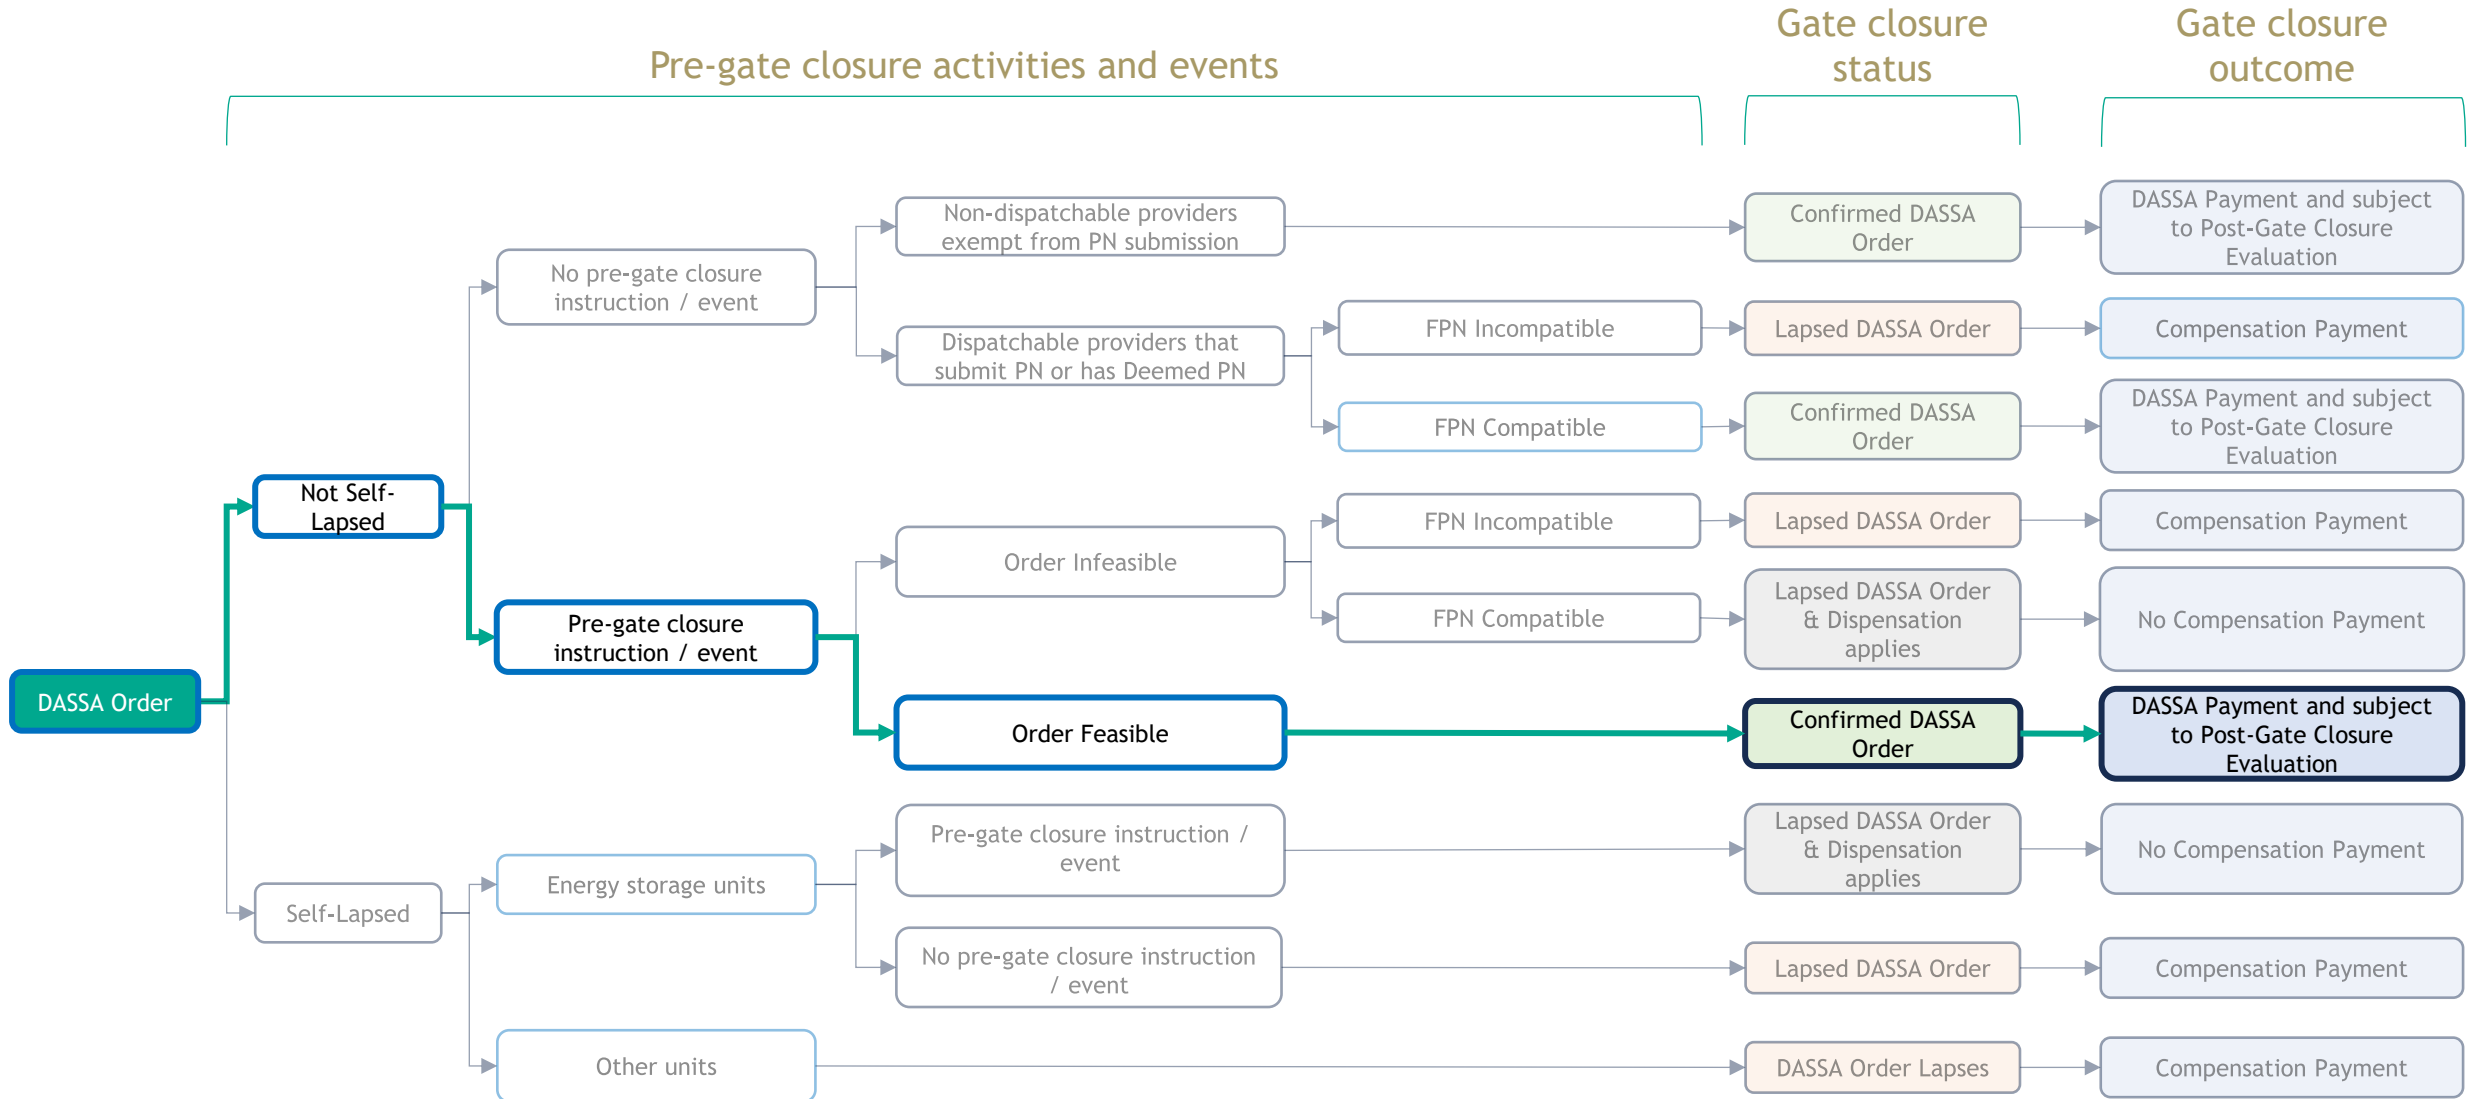 Pre-gate closure activities and events
Gate closure
status
Gate closure
outcome
Non-dispatchable providers
exempt from PN submission
Confirmed DASSA
Order
DASSA Payment and subject
to Post-Gate Closure
Evaluation
No pre-gate closure
instruction / event
Dispatchable providers that
submit PN or has Deemed PN
FPN Incompatible
Lapsed DASSA Order
Compensation Payment
FPN Compatible
Confirmed DASSA
Order
DASSA Payment and subject
to Post-Gate Closure
Evaluation
Not Self-
Lapsed
Order Infeasible
FPN Incompatible
Lapsed DASSA Order
Compensation Payment
FPN Compatible
Lapsed DASSA Order
& Dispensation
applies
No Compensation Payment
Pre-gate closure
instruction / event
DASSA Order
Order Feasible
Confirmed DASSA
Order
DASSA Payment and subject
to Post-Gate Closure
Evaluation
Pre-gate closure instruction /
event
Lapsed DASSA Order
& Dispensation
applies
No Compensation Payment
Energy storage units
Self-Lapsed
No pre-gate closure instruction
/ event
Lapsed DASSA Order
Compensation Payment
Other units
DASSA Order Lapses
Compensation Payment